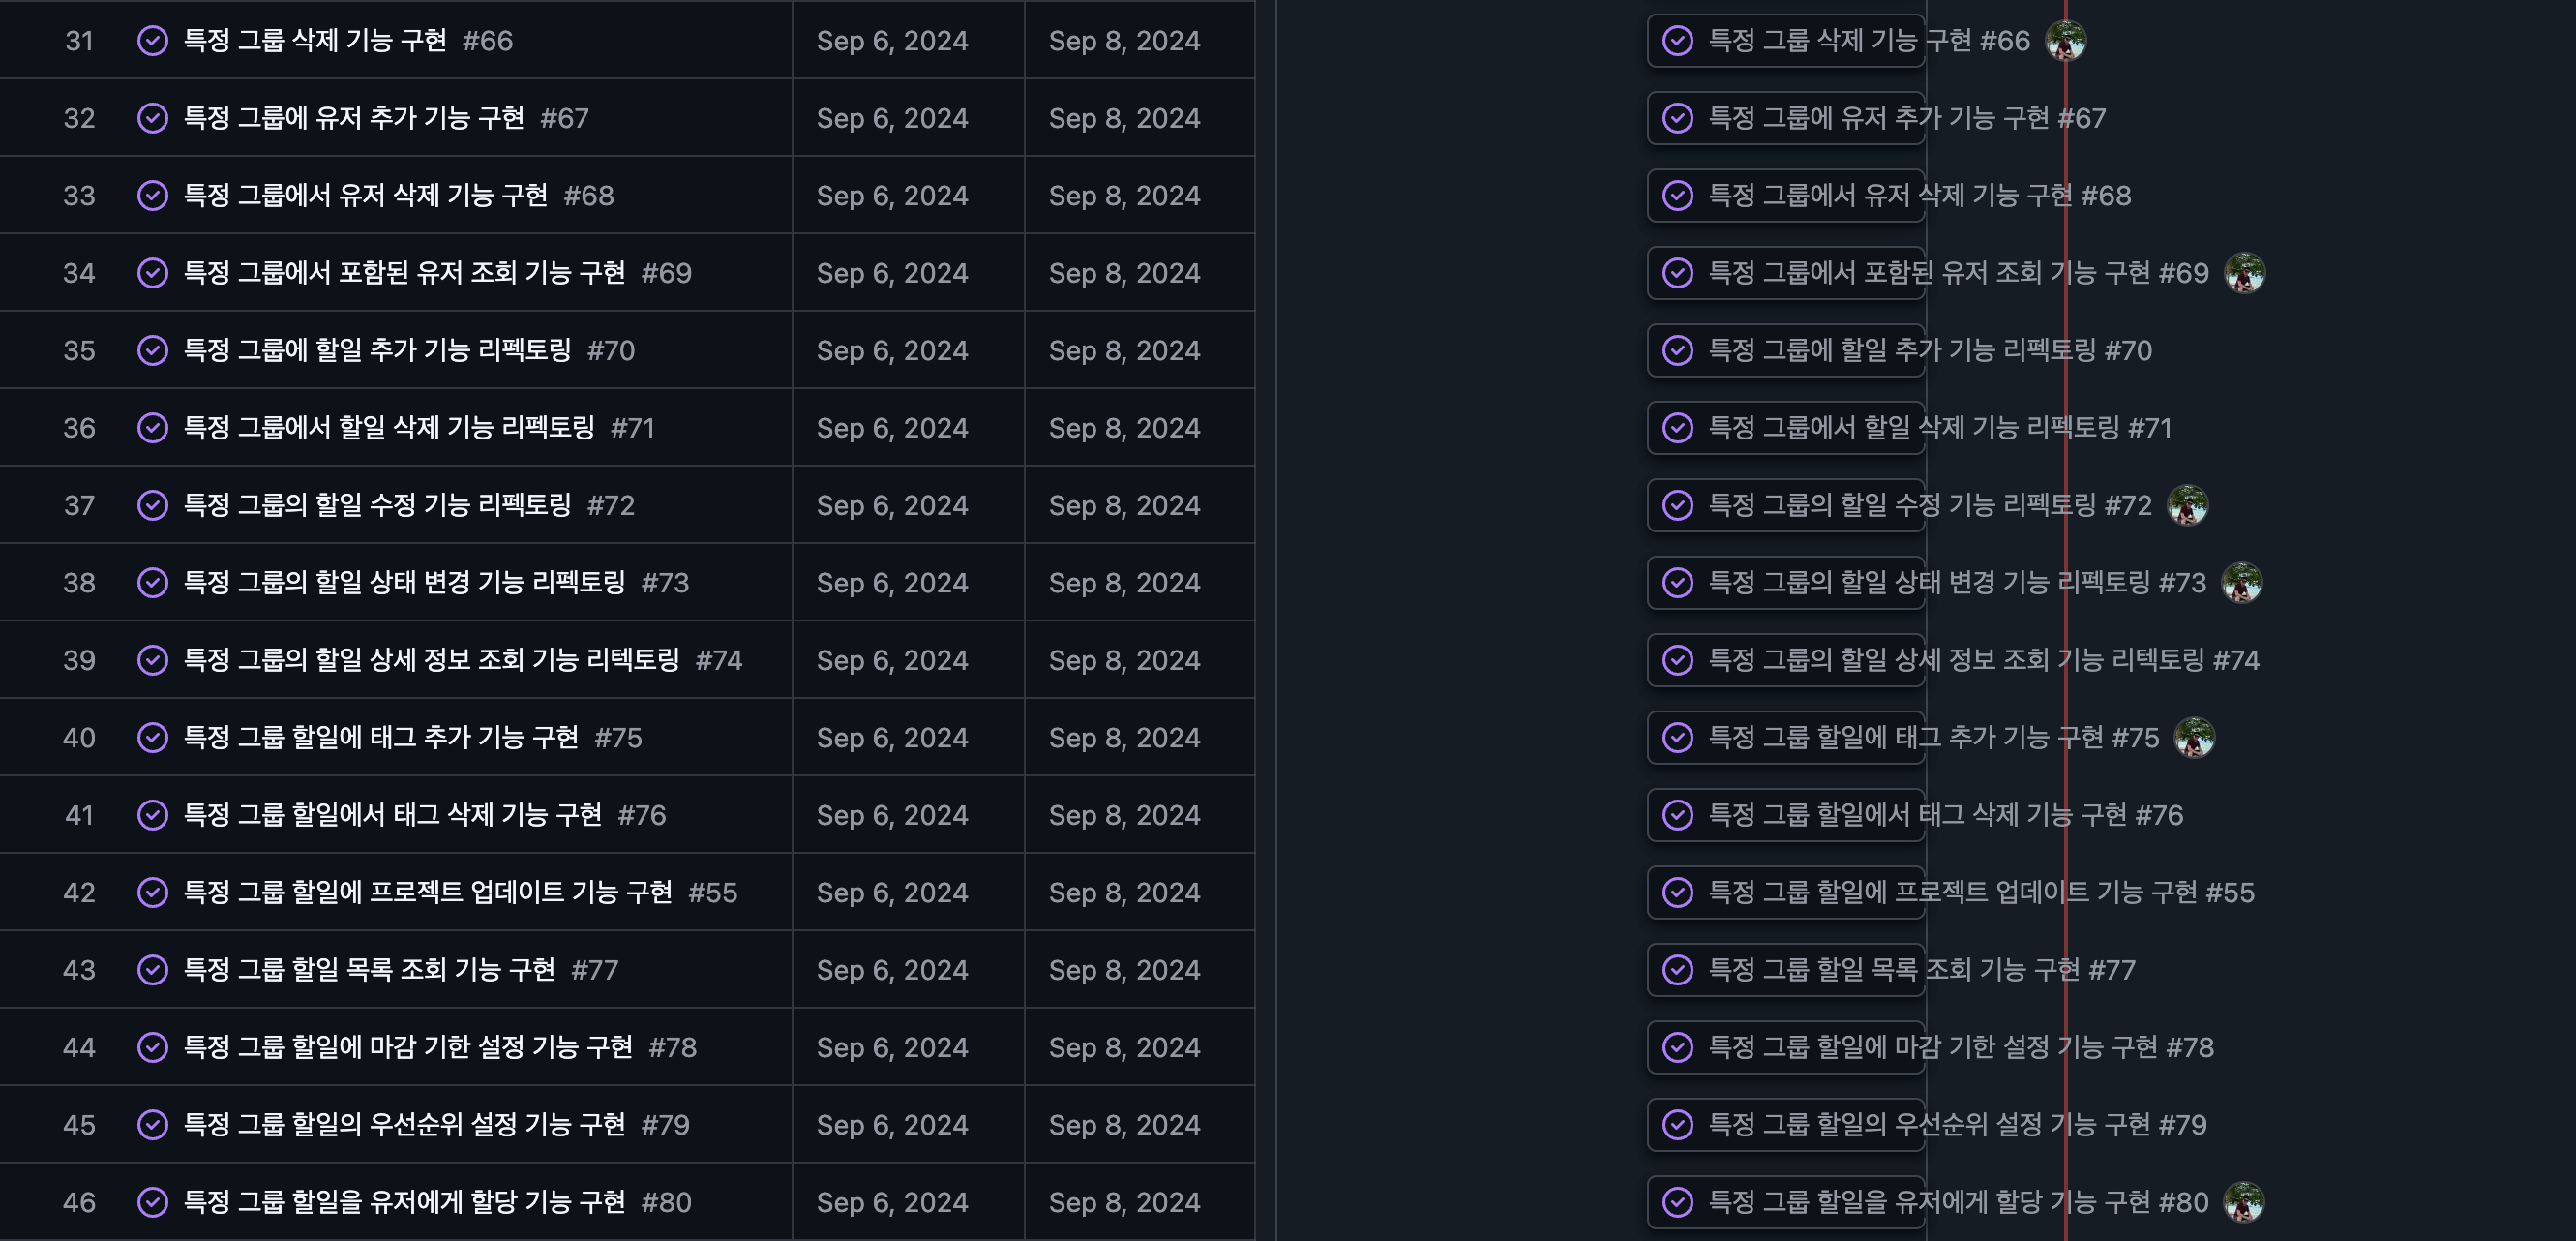 31 특정 그룹 삭제 기능 구현 #66 Sep 6, 2024 Sep 8, 2024 특정 그룹 삭제 기능 구현 #66
32 특정 그룹에 유저 추가 기능 구현 #67 Sep 6, 2024 Sep 8, 2024 특정 그룹에 유저 추가 기능 구현 #67
33 특정 그룹에서 유저 삭제 기능 구현 #68 Sep 6, 2024 Sep 8, 2024 특정 그룹에서 유저 삭제 기능 구현 #68
34 특정 그룹에서 포함된 유저 조회 기능 구현 #69 Sep 6, 2024 Sep 8, 2024 특정 그룹에서 포함된 유저 조회 기능 구현 #69
35 특정 그룹에 할일 추가 기능 리펙토링 #70 Sep 6, 2024 Sep 8, 2024 특정 그룹에 할일 추가 기능 리펙토링 #70
36 특정 그룹에서 할일 삭제 기능 리펙토링 #71 Sep 6, 2024 Sep 8, 2024 특정 그룹에서 할일 삭제 기능 리펙토링 #71
37 특정 그룹의 할일 수정 기능 리펙토링 #72 Sep 6, 2024 Sep 8, 2024 특정 그룹의 할일 수정 기능 리펙토링 #72
38 특정 그룹의 할일 상태 변경 기능 리펙토링 #73 Sep 6, 2024 Sep 8, 2024 특정 그룹의 할일 상태 변경 기능 리펙토링 #73
39 특정 그룹의 할일 상세 정보 조회 기능 리텍토링 #74 Sep 6, 2024 Sep 8, 2024 특정 그룹의 할일 상세 정보 조회 기능 리텍토링 #74
40 특정 그룹 할일에 태그 추가 기능 구현 #75 Sep 6, 2024 Sep 8, 2024 특정 그룹 할일에 태그 추가 기능 구현 #75
41 특정 그룹 할일에서 태그 삭제 기능 구현 #76 Sep 6, 2024 Sep 8, 2024 특정 그룹 할일에서 태그 삭제 기능 구현 #76
42 특정 그룹 할일에 프로젝트 업데이트 기능 구현 #55 Sep 6, 2024 Sep 8, 2024 특정 그룹 할일에 프로젝트 업데이트 기능 구현 #55
43 특정 그룹 할일 목록 조회 기능 구현 #77 Sep 6, 2024 Sep 8, 2024 특정 그룹 할일 목록 조회 기능 구현 #77
44 특정 그룹 할일에 마감 기한 설정 기능 구현 #78 Sep 6, 2024 Sep 8, 2024 특정 그룹 할일에 마감 기한 설정 기능 구현 #78
45 특정 그룹 할일의 우선순위 설정 기능 구현 #79 Sep 6, 2024 Sep 8, 2024 특정 그룹 할일의 우선순위 설정 기능 구현 #79
46 특정 그룹 할일을 유저에게 할당 기능 구현 #80 Sep 6, 2024 Sep 8, 2024 특정 그룹 할일을 유저에게 할당 기능 구현 #80